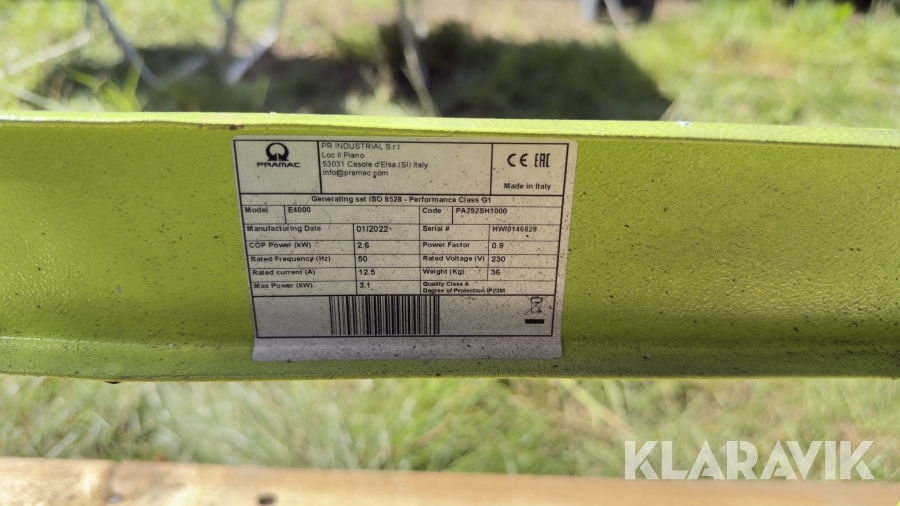 PRAMAC
PR INDUSTRIAL S.r.l.
Loc Il Piano
53031 Casole d'Elsa (SI) Italy
info@pramac.com
CE EAC
Made in Italy
Generating set ISO 8528 - Performance Class G1
Model E4000 Code PA292SH1000
Manufacturing Date 01/2022 Serial # HWI0146829
COP Power (kW) 2.6 Power Factor 0.9
Rated Frequency (Hz) 50 Rated Voltage (V) 230
Rated current (A) 12.5 Weight (Kg) 36
Max Power (kW) 3.1 Quality Class A
Degree of Protection IP23M
KLARAVIK